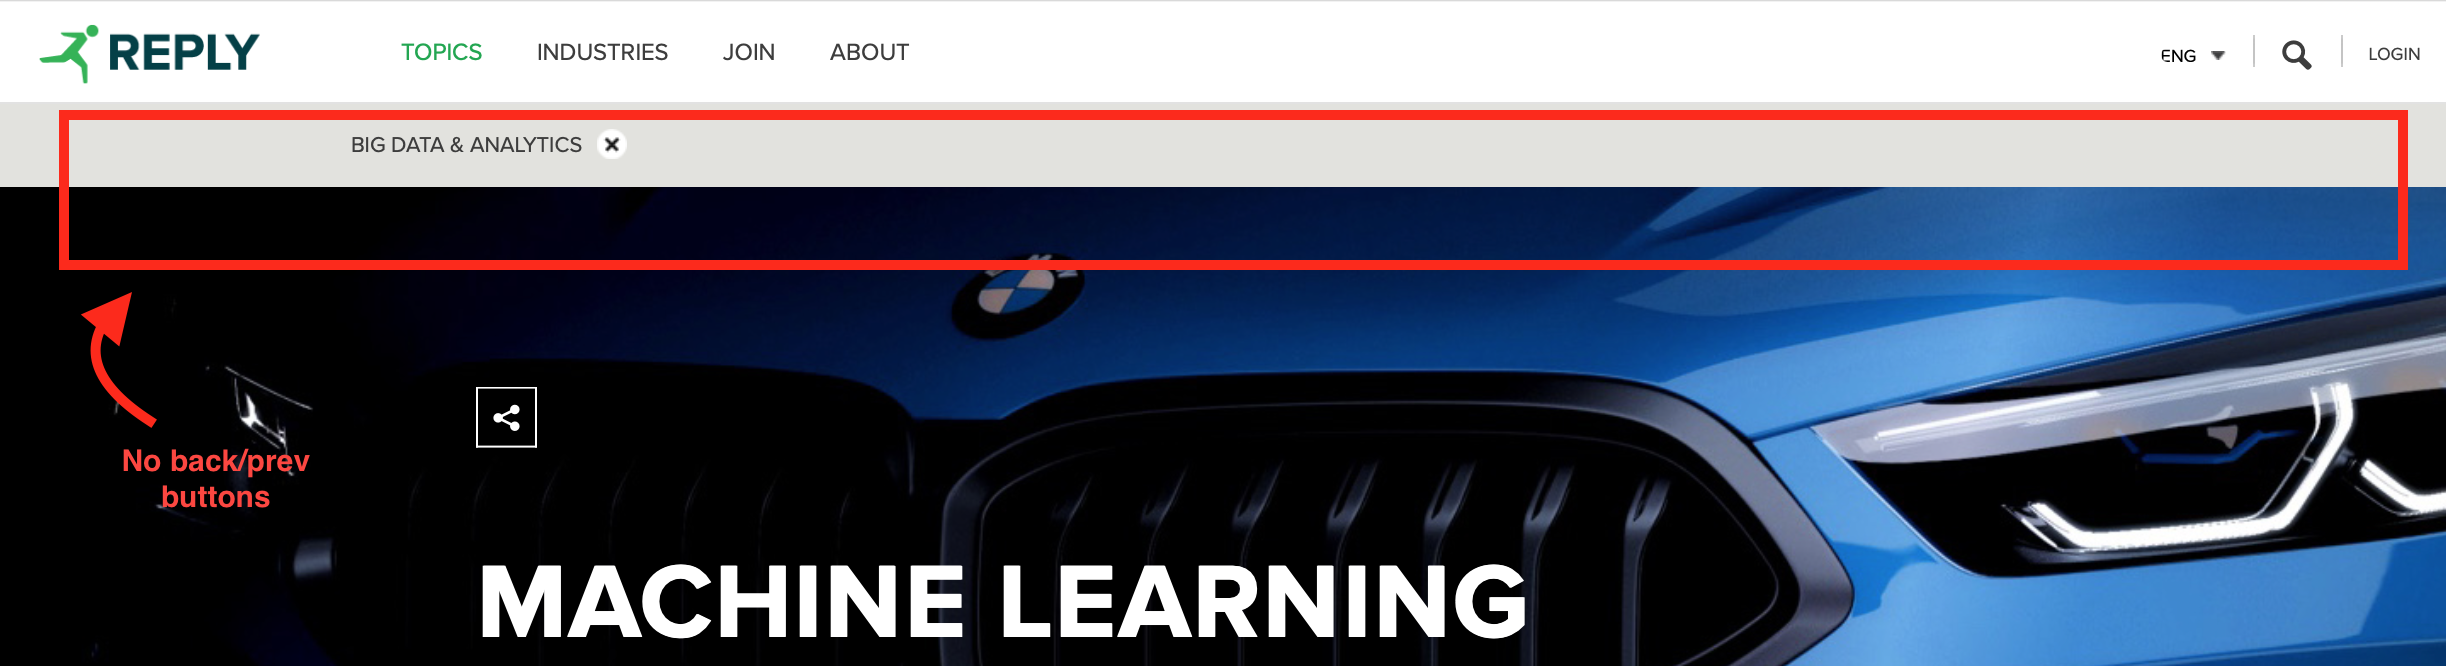 REPLY
TOPICS INDUSTRIES JOIN ABOUT
ENG LOGIN
BIG DATA & ANALYTICS
No back/prev
buttons
MACHINE LEARNING